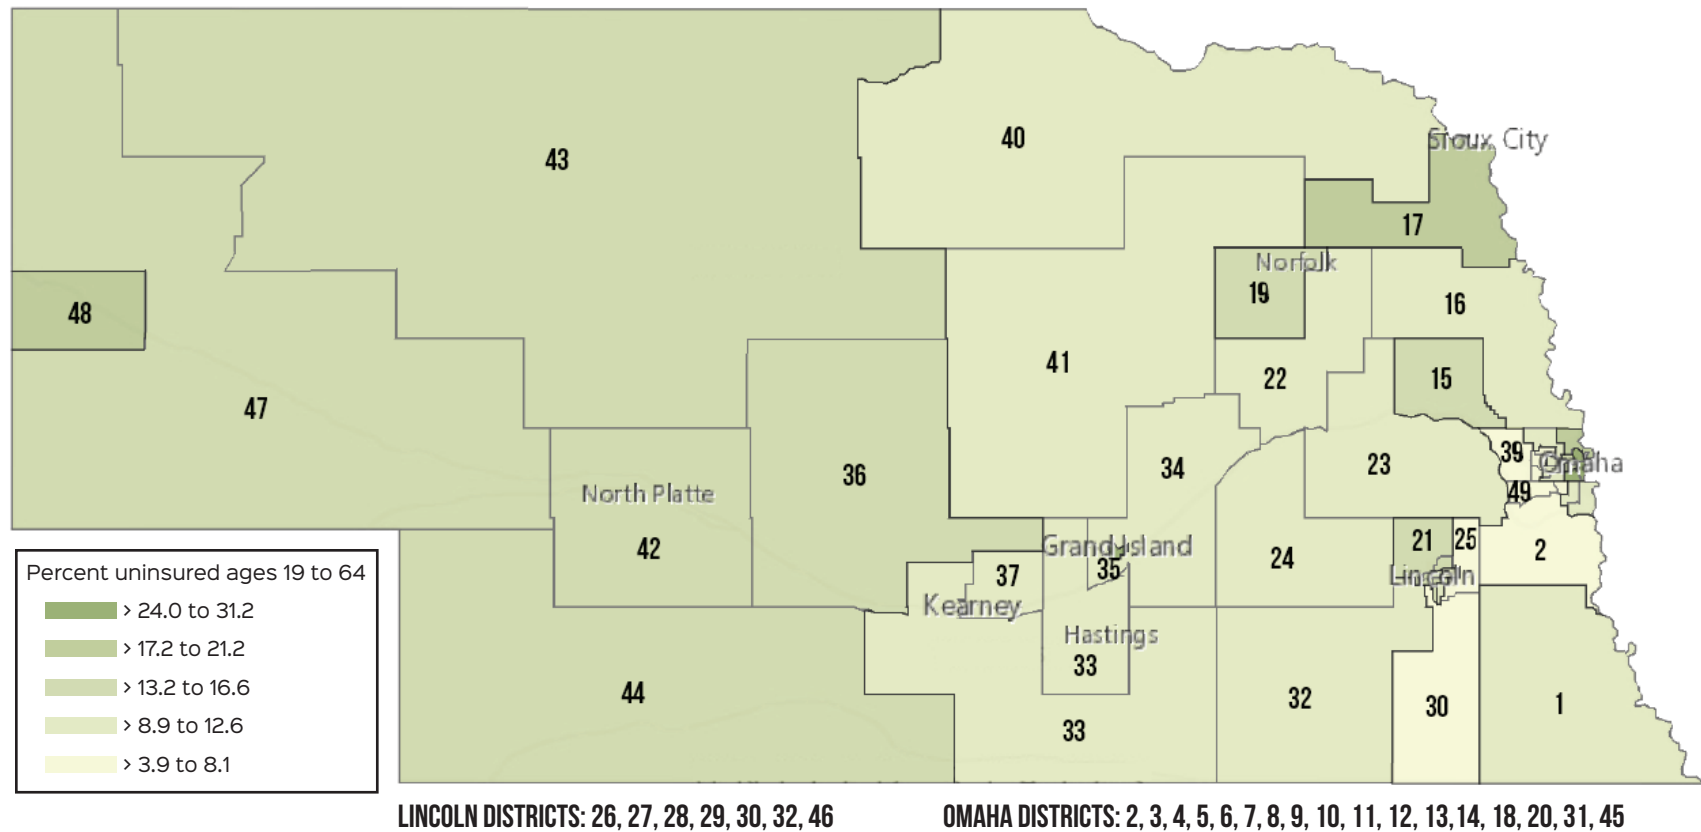 43
40
Sioux City
17
Norfolk
48
19
16
41
22
15
47
39
36
34
23
Omaha
North Platte
49
42
Grand Island
21
25
2
35
24
37
Lincoln
Kearney
Hastings
33
44
32
30
1
33
Percent uninsured ages 19 to 64
> 24.0 to 31.2
> 17.2 to 21.2
> 13.2 to 16.6
> 8.9 to 12.6
> 3.9 to 8.1
LINCOLN DISTRICTS: 26, 27, 28, 29, 30, 32, 46
OMAHA DISTRICTS: 2, 3, 4, 5, 6, 7, 8, 9, 10, 11, 12, 13,14, 18, 20, 31, 45